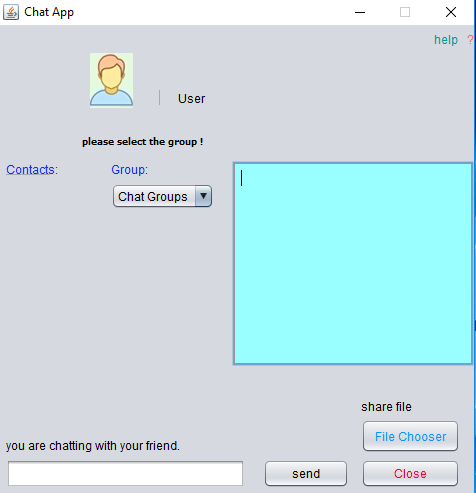 Chat App
help ?
User
please select the group !
Contacts: Group:
Chat Groups
share file
File Chooser
you are chatting with your friend.
send Close